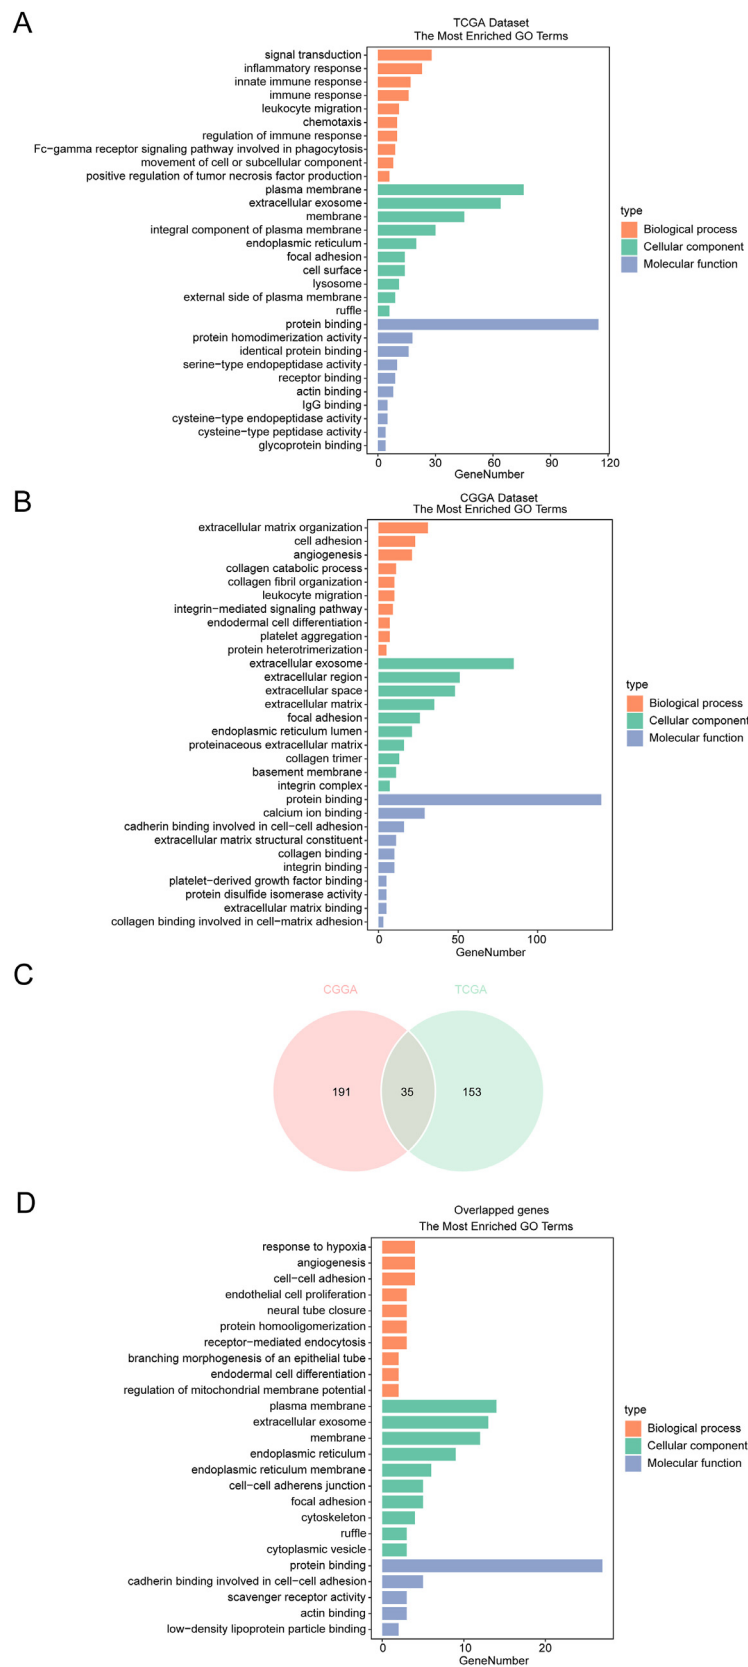 A
TCGA Dataset
The Most Enriched GO Terms
signal transduction
inflammatory response
innate immune response
immune response
leukocyte migration
chemotaxis
regulation of immune response
Fc−gamma receptor signaling pathway involved in phagocytosis
movement of cell or subcellular component
positive regulation of tumor necrosis factor production
plasma membrane
extracellular exosome
membrane
integral component of plasma membrane
endoplasmic reticulum
focal adhesion
cell surface
lysosome
external side of plasma membrane
ruffle
protein binding
protein homodimerization activity
identical protein binding
serine−type endopeptidase activity
receptor binding
actin binding
IgG binding
cysteine−type endopeptidase activity
cysteine−type peptidase activity
glycoprotein binding
0 30 60 90 120
GeneNumber
type
Biological process
Cellular component
Molecular function
B
CGGA Dataset
The Most Enriched GO Terms
extracellular matrix organization
cell adhesion
angiogenesis
collagen catabolic process
collagen fibril organization
leukocyte migration
integrin−mediated signaling pathway
endodermal cell differentiation
platelet aggregation
protein heterotrimerization
extracellular exosome
extracellular region
extracellular space
extracellular matrix
focal adhesion
endoplasmic reticulum lumen
proteinaceous extracellular matrix
collagen trimer
basement membrane
integrin complex
protein binding
calcium ion binding
cadherin binding involved in cell−cell adhesion
extracellular matrix structural constituent
collagen binding
integrin binding
platelet−derived growth factor binding
protein disulfide isomerase activity
extracellular matrix binding
collagen binding involved in cell−matrix adhesion
0 50 100
GeneNumber
type
Biological process
Cellular component
Molecular function
C
CGGA TCGA
191 35 153
D
Overlapped genes
The Most Enriched GO Terms
response to hypoxia
angiogenesis
cell−cell adhesion
endothelial cell proliferation
neural tube closure
protein homooligomerization
receptor−mediated endocytosis
branching morphogenesis of an epithelial tube
endodermal cell differentiation
regulation of mitochondrial membrane potential
plasma membrane
extracellular exosome
membrane
endoplasmic reticulum
endoplasmic reticulum membrane
cell−cell adherens junction
focal adhesion
cytoskeleton
ruffle
cytoplasmic vesicle
protein binding
cadherin binding involved in cell−cell adhesion
scavenger receptor activity
actin binding
low−density lipoprotein particle binding
0 10 20
GeneNumber
type
Biological process
Cellular component
Molecular function